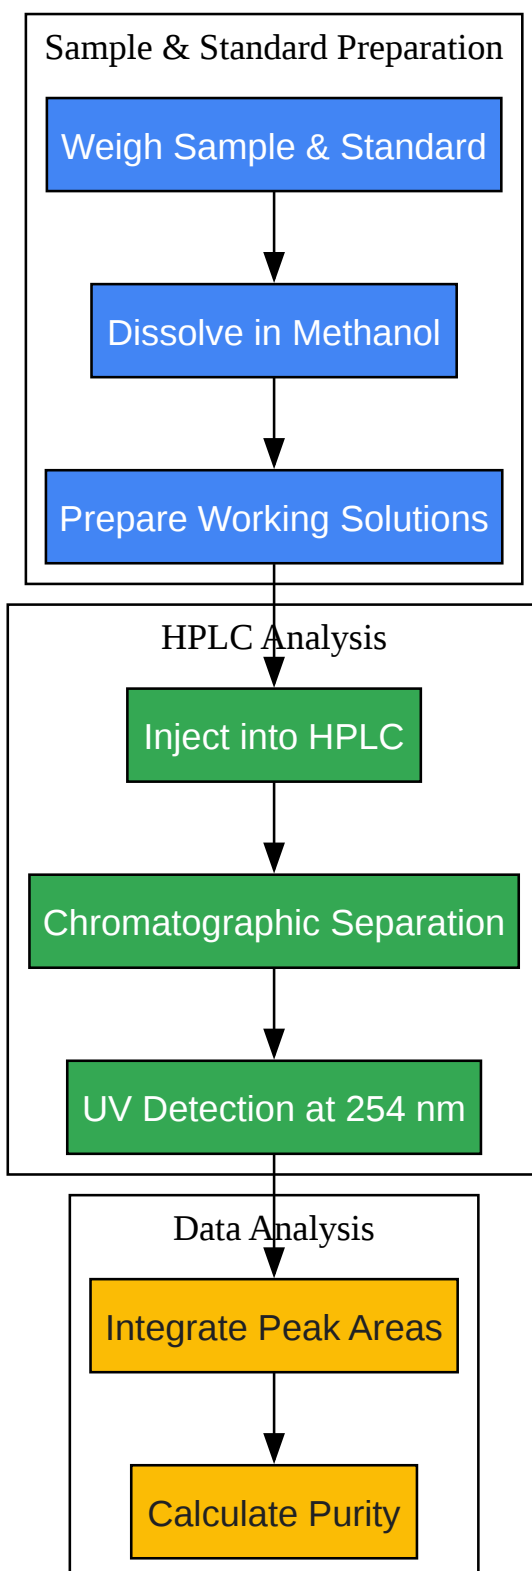 Sample & Standard Preparation
Weigh Sample & Standard
Dissolve in Methanol
Prepare Working Solutions
HPLC Analysis
Inject into HPLC
Chromatographic Separation
UV Detection at 254 nm
Data Analysis
Integrate Peak Areas
Calculate Purity